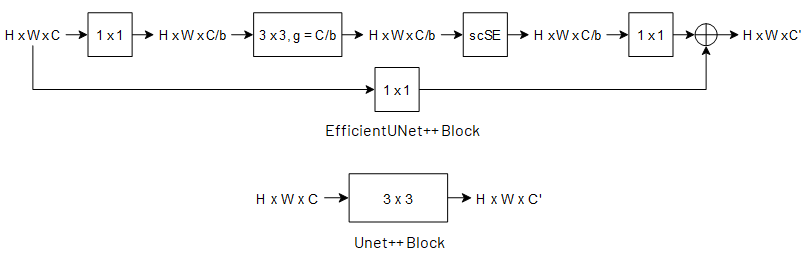 H x W x C 1 x 1 H x W x C/b 3 x 3, g = C/b H x W x C/b scSE H x W x C/b 1 x 1 H x W x C'
1 x 1
EfficientUNet++ Block
H x W x C 3 x 3 H x W x C'
Unet++ Block